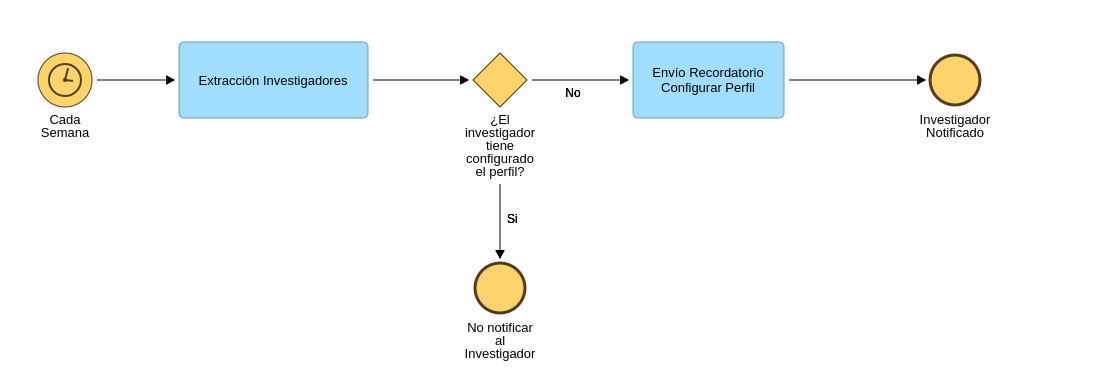 Cada
Semana
Extracción Investigadores
¿El
investigador
tiene
configurado
el perfil?
No
Envío Recordatorio
Configurar Perfil
Investigador
Notificado
Si
No notificar
al
Investigador